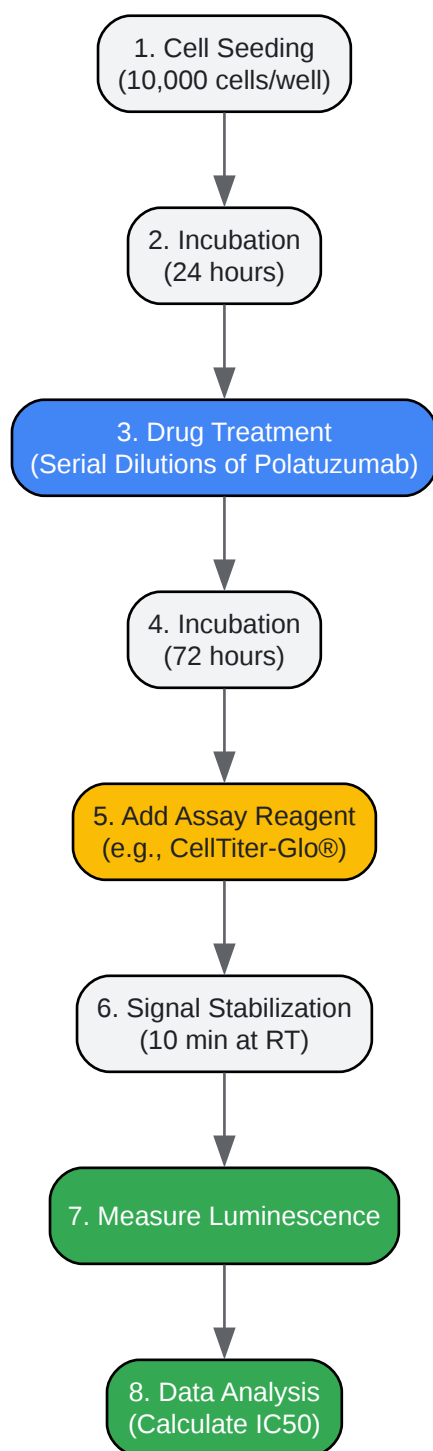 1. Cell Seeding
(10,000 cells/well)
2. Incubation
(24 hours)
3. Drug Treatment
(Serial Dilutions of Polatuzumab)
4. Incubation
(72 hours)
5. Add Assay Reagent
(e.g., CellTiter-Glo®)
6. Signal Stabilization
(10 min at RT)
7. Measure Luminescence
8. Data Analysis
(Calculate IC50)